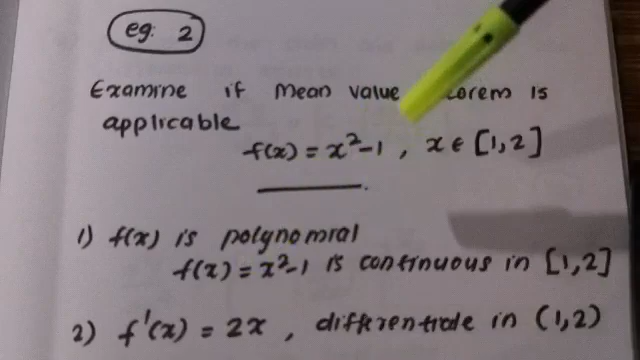 eg: 2
Examine if Mean value is
applicable
f(x) = x²-1 , x ∈ [1,2]
1) f(x) is polynomial
f(x) = x²-1 is continuous in [1,2]
2) f'(x) = 2x , differentiable in (1,2)